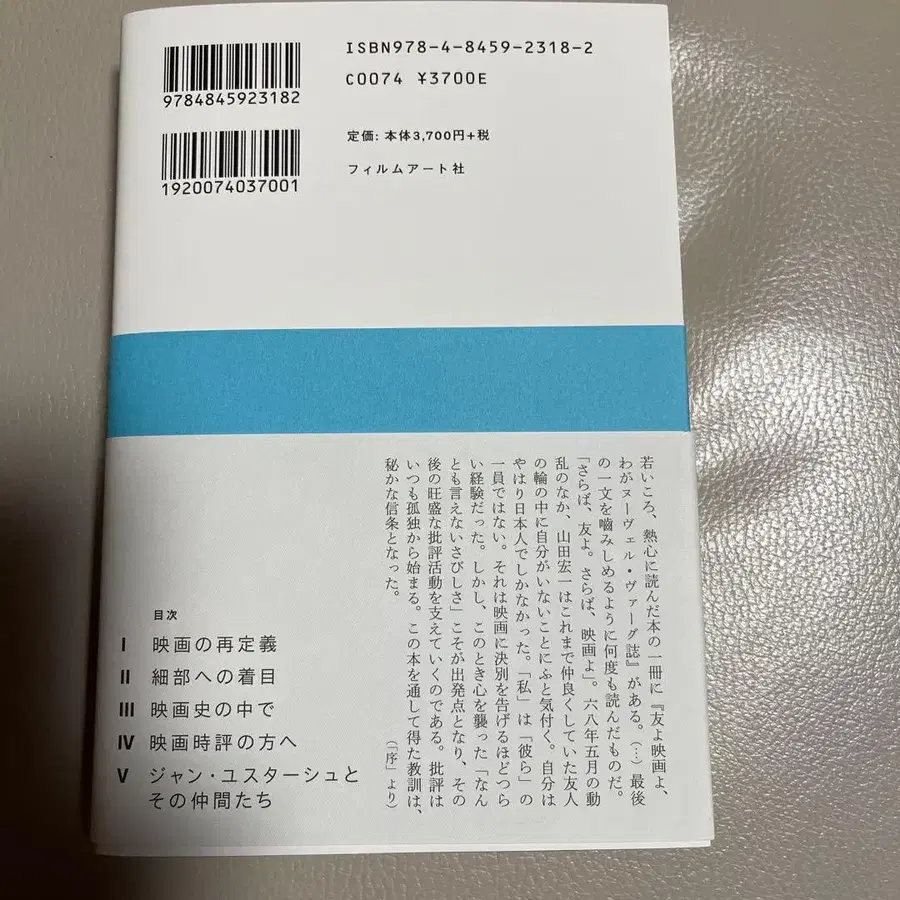 ISBN978-4-8459-2318-2
C0074 ¥3700E
9784845923182
定価: 本体3,700円+税
フィルムアート社
1920074037001
若いころ、熱心に読んだ本の一冊に『友よ映画よ、
わがヌーヴェル・ヴァーグ誌』がある。(…)最後
の一文を嚙みしめるように何度も読んだものだ。
「さらば、友よ。さらば、映画よ」。六八年五月の動
乱のなか、山田宏一はこれまで仲良くしていた友人
の輪の中に自分がいないことにふと気付く。自分は
やはり日本人でしかなかった。「私」は「彼ら」の
一員ではない。それは映画に決別を告げるほどつら
い経験だった。しかし、このとき心を襲った「なん
とも言えないさびしさ」こそが出発点となり、その
後の旺盛な批評活動を支えていくのである。批評は
いつも孤独から始まる。この本を通して得た教訓は、
秘かな信条となった。
(「序」より)
目次
I 映画の再定義
II 細部への着目
III 映画史の中で
IV 映画時評の方へ
V ジャン・ユスターシュと
その仲間たち